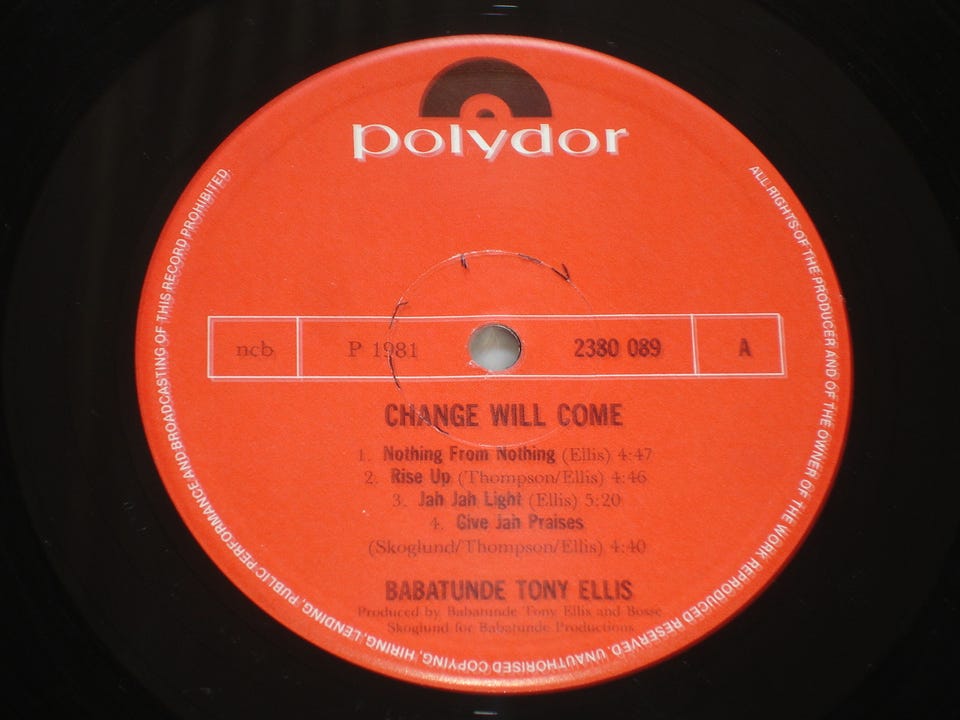 polydor
ncb
P 1981
2380 089
A
CHANGE WILL COME
1. Nothing From Nothing (Ellis) 4:47
2. Rise Up (Thompson/Ellis) 4:46
3. Jah Jah Light (Ellis) 5:20
4. Give Jah Praises
(Skoglund/Thompson/Ellis) 4:40
BABATUNDE TONY ELLIS
Produced by Babatunde Tony Ellis and Bosse
Skoglund for Babatunde Productions
ALL RIGHTS OF THE PRODUCER AND OF THE OWNER OF THE WORK REPRODUCED RESERVED. UNAUTHORISED COPYING, HIRING, LENDING, PUBLIC PERFORMANCE AND BROADCASTING OF THIS RECORD PROHIBITED.